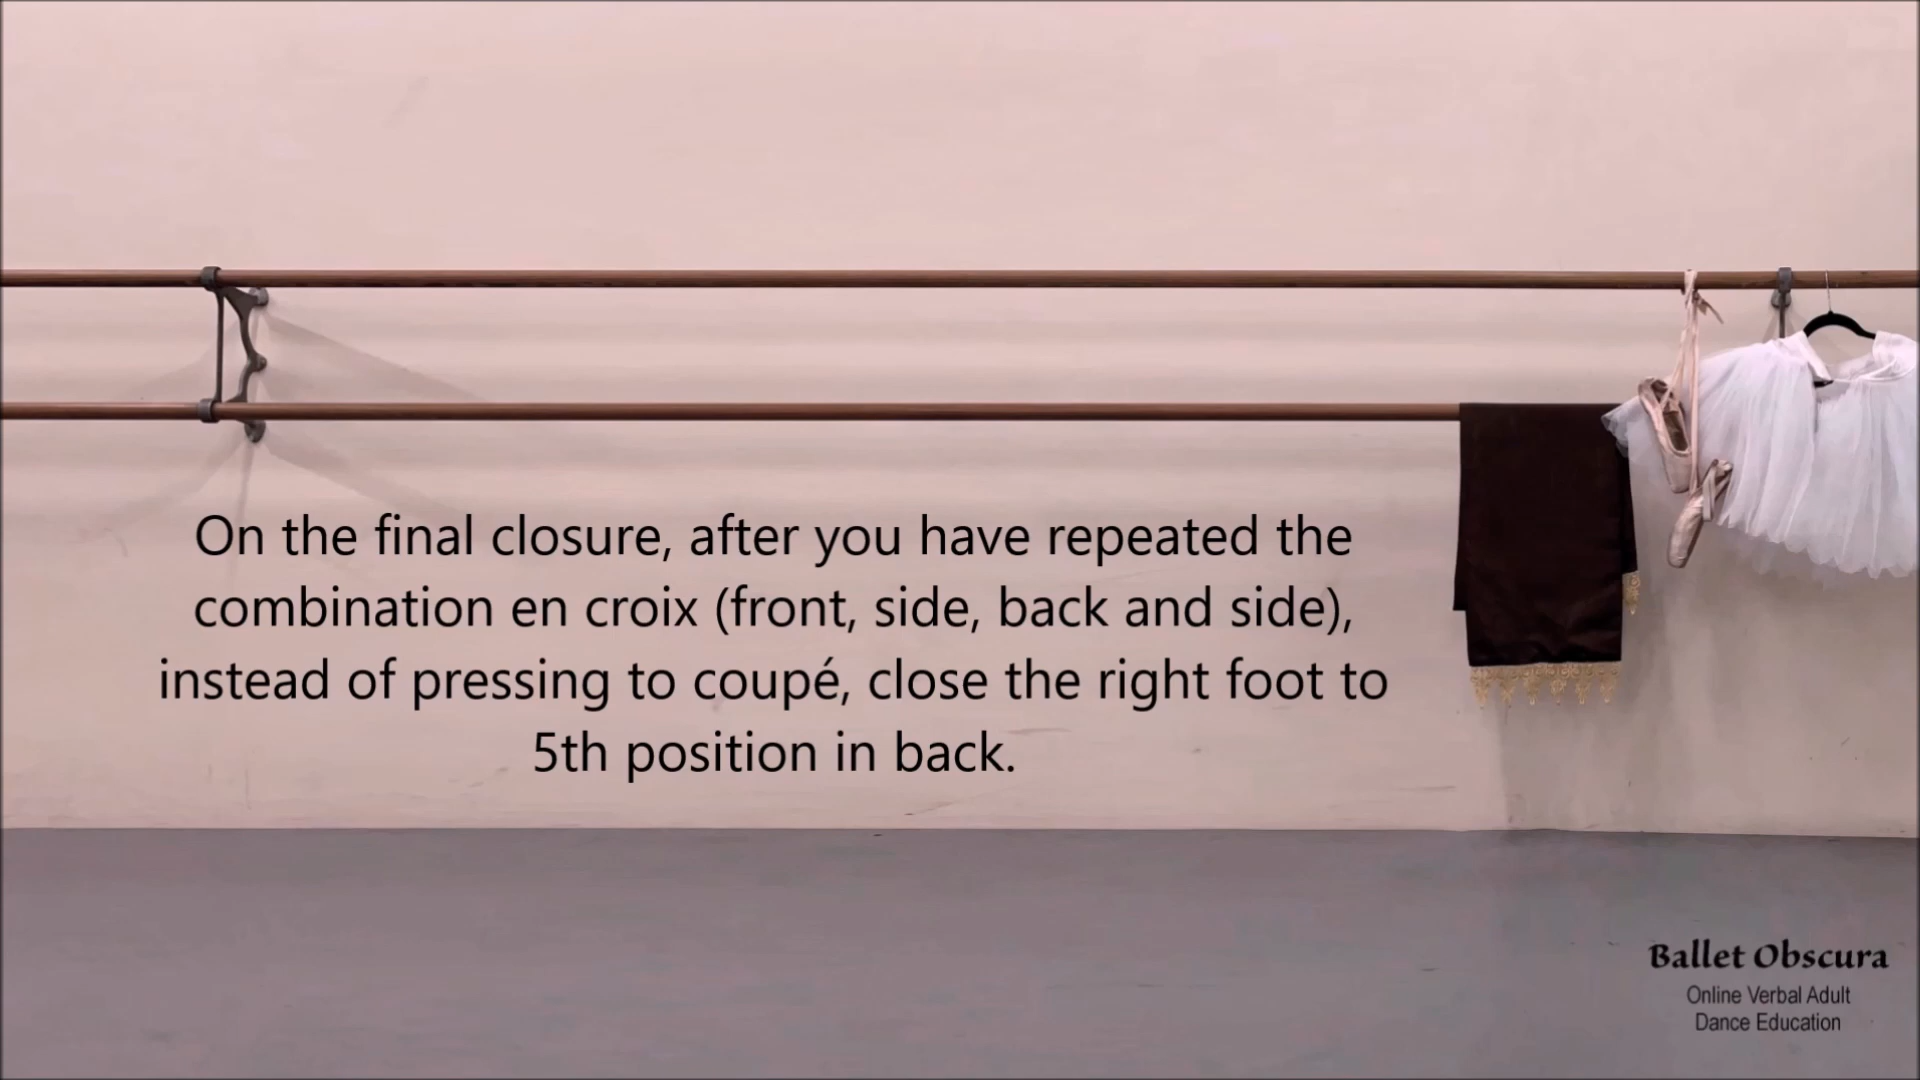 On the final closure, after you have repeated the
combination en croix (front, side, back and side),
instead of pressing to coupé, close the right foot to
5th position in back.
Ballet Obscura
Online Verbal Adult
Dance Education